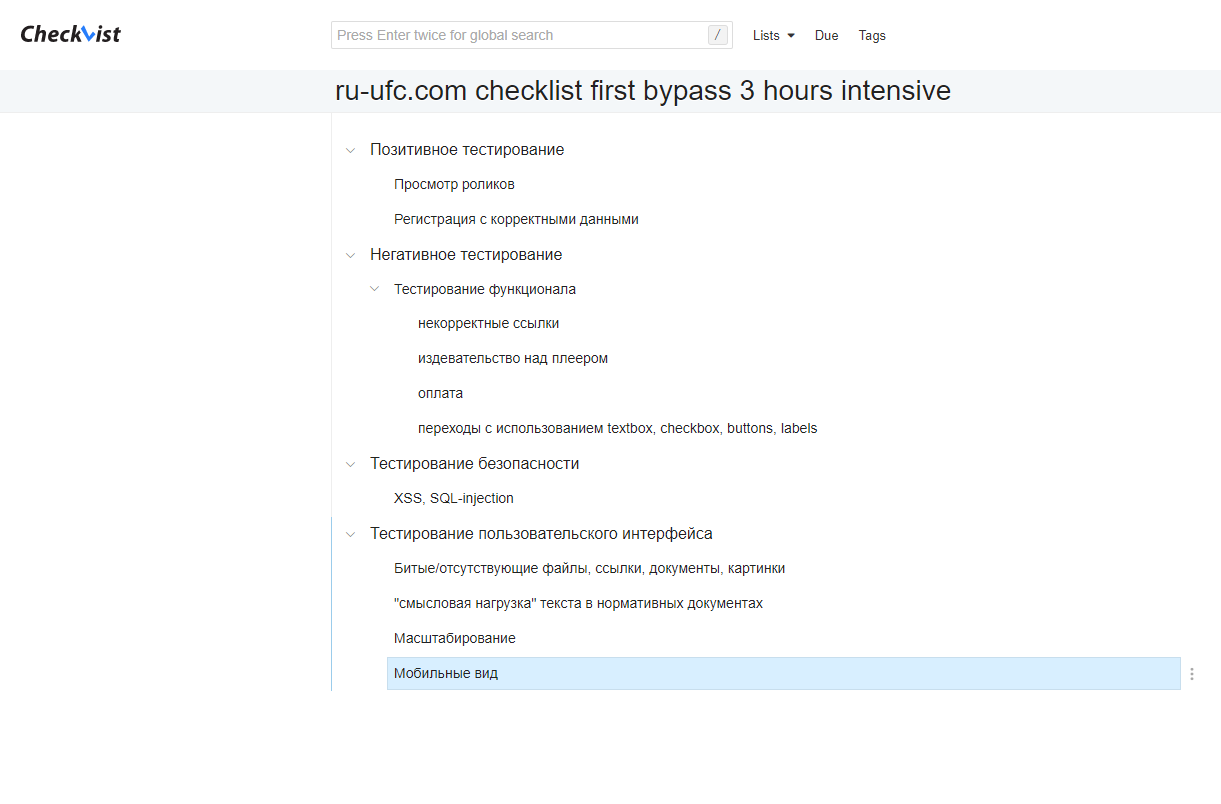 Checkvist
Press Enter twice for global search /
Lists Due Tags
ru-ufc.com checklist first bypass 3 hours intensive
Позитивное тестирование
Просмотр роликов
Регистрация с корректными данными
Негативное тестирование
Тестирование функционала
некорректные ссылки
издевательство над плеером
оплата
переходы с использованием textbox, checkbox, buttons, labels
Тестирование безопасности
XSS, SQL-injection
Тестирование пользовательского интерфейса
Битые/отсутствующие файлы, ссылки, документы, картинки
"смысловая нагрузка" текста в нормативных документах
Масштабирование
Мобильные вид